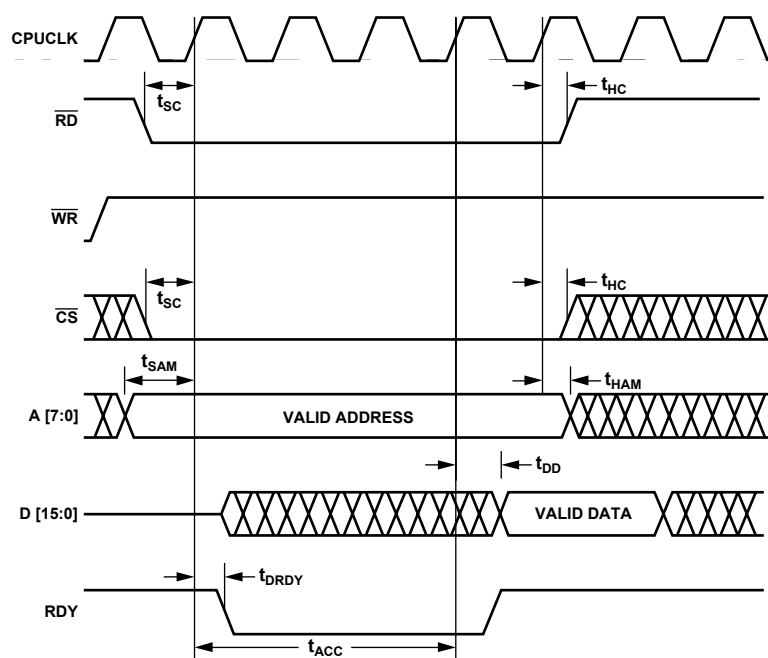 CPUCLK
tSC
tHC
RD
WR
tSC
tHC
CS
tSAM
tHAM
A [7:0]
VALID ADDRESS
tDD
D [15:0]
VALID DATA
tDRDY
RDY
tACC